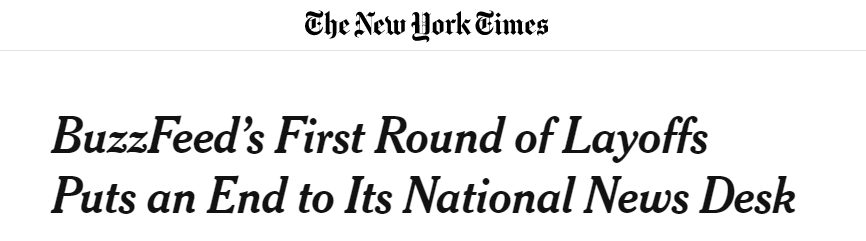 The New York Times
BuzzFeed’s First Round of Layoffs
Puts an End to Its National News Desk